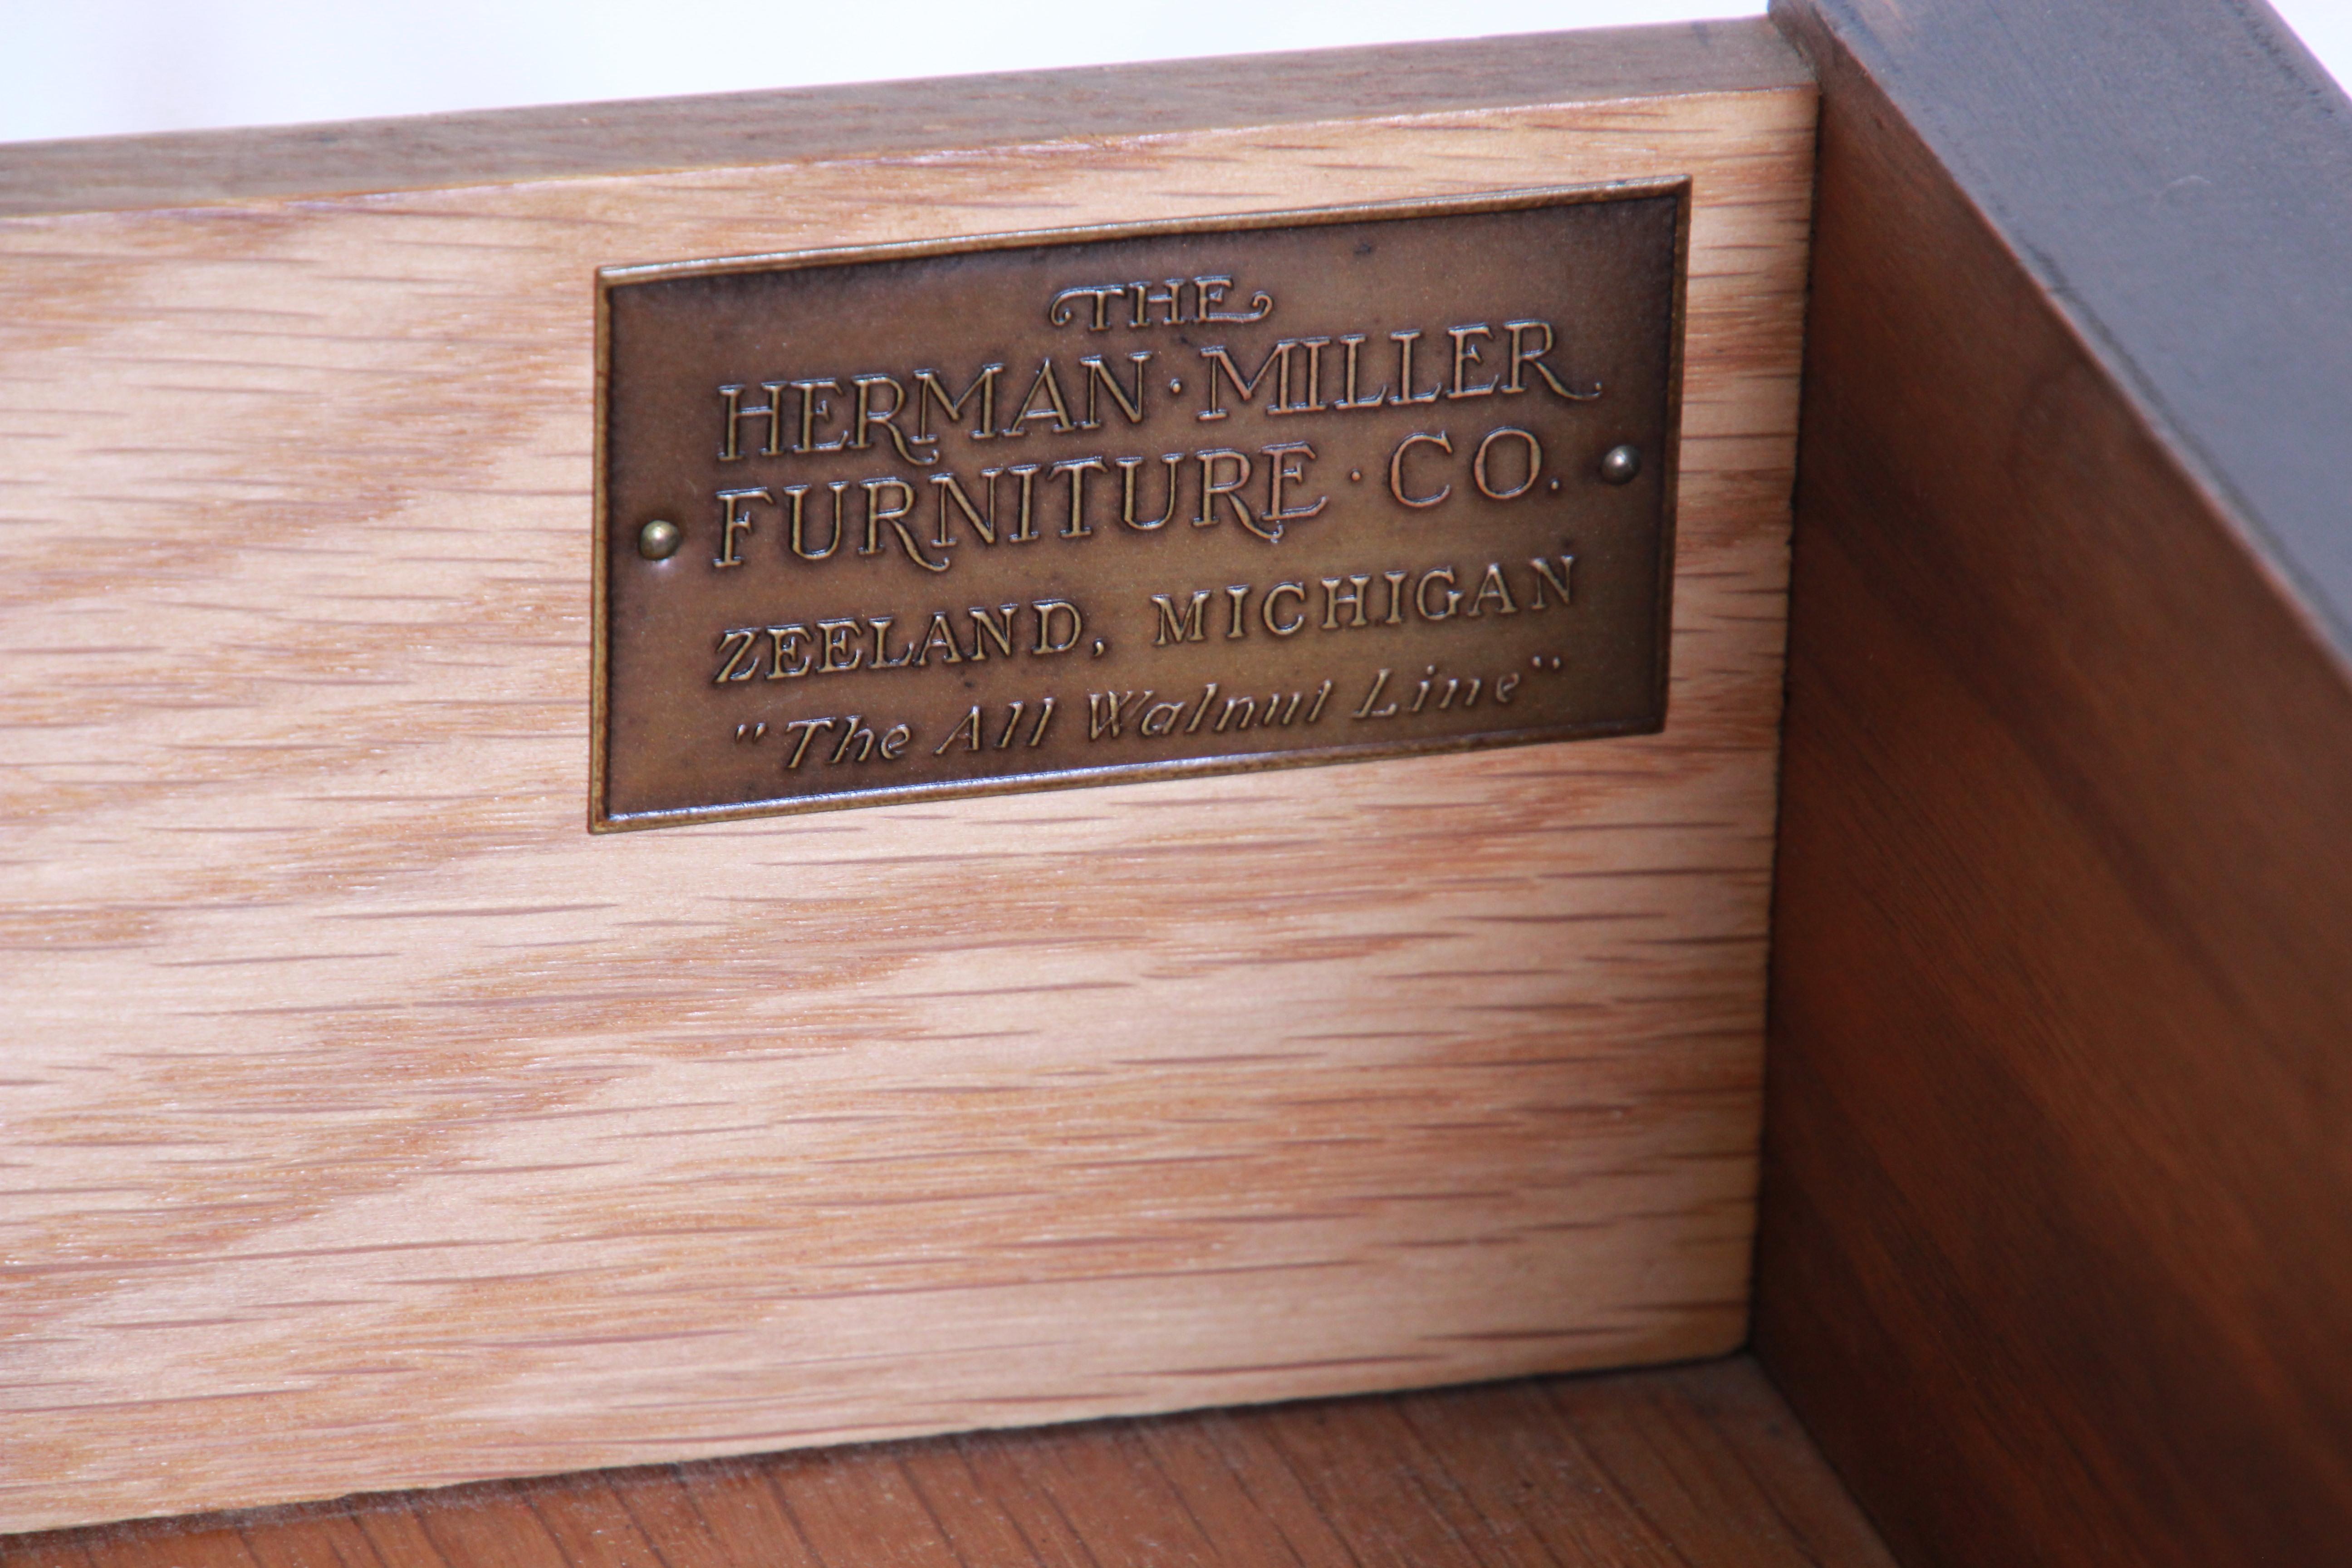 THE
HERMAN·MILLER
FURNITURE·CO.
ZEELAND, MICHIGAN
"The All Walnut Line"